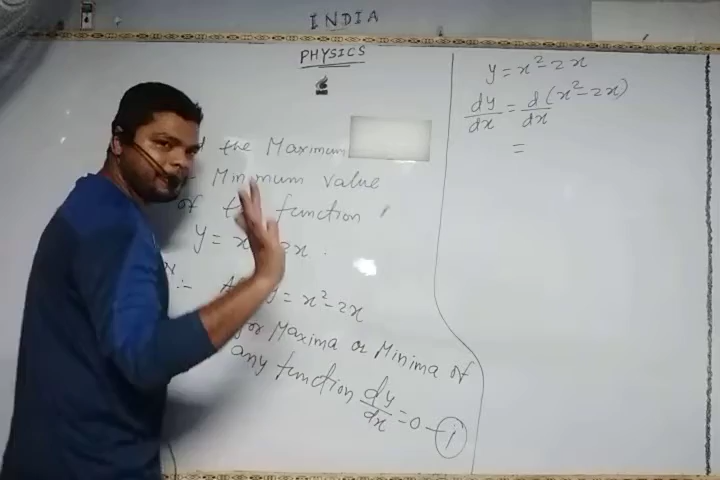 INDIA
PHYSICS
the Maximum
Minimum value
of function
y = x
2x .
:- y = x² - 2x
for Maxima or Minima of
any function dy/dx = 0 - i
y = x² - 2x
dy/dx = d/dx (x² - 2x)
=